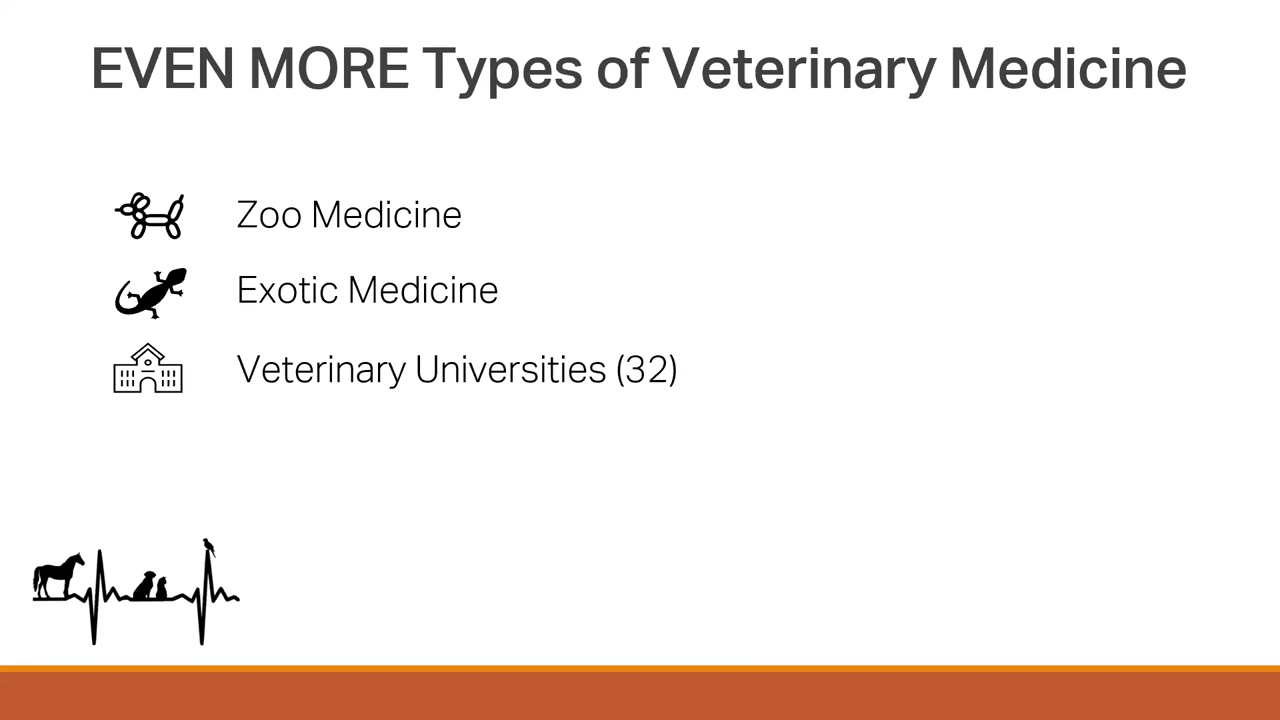 EVEN MORE Types of Veterinary Medicine
Zoo Medicine
Exotic Medicine
Veterinary Universities (32)